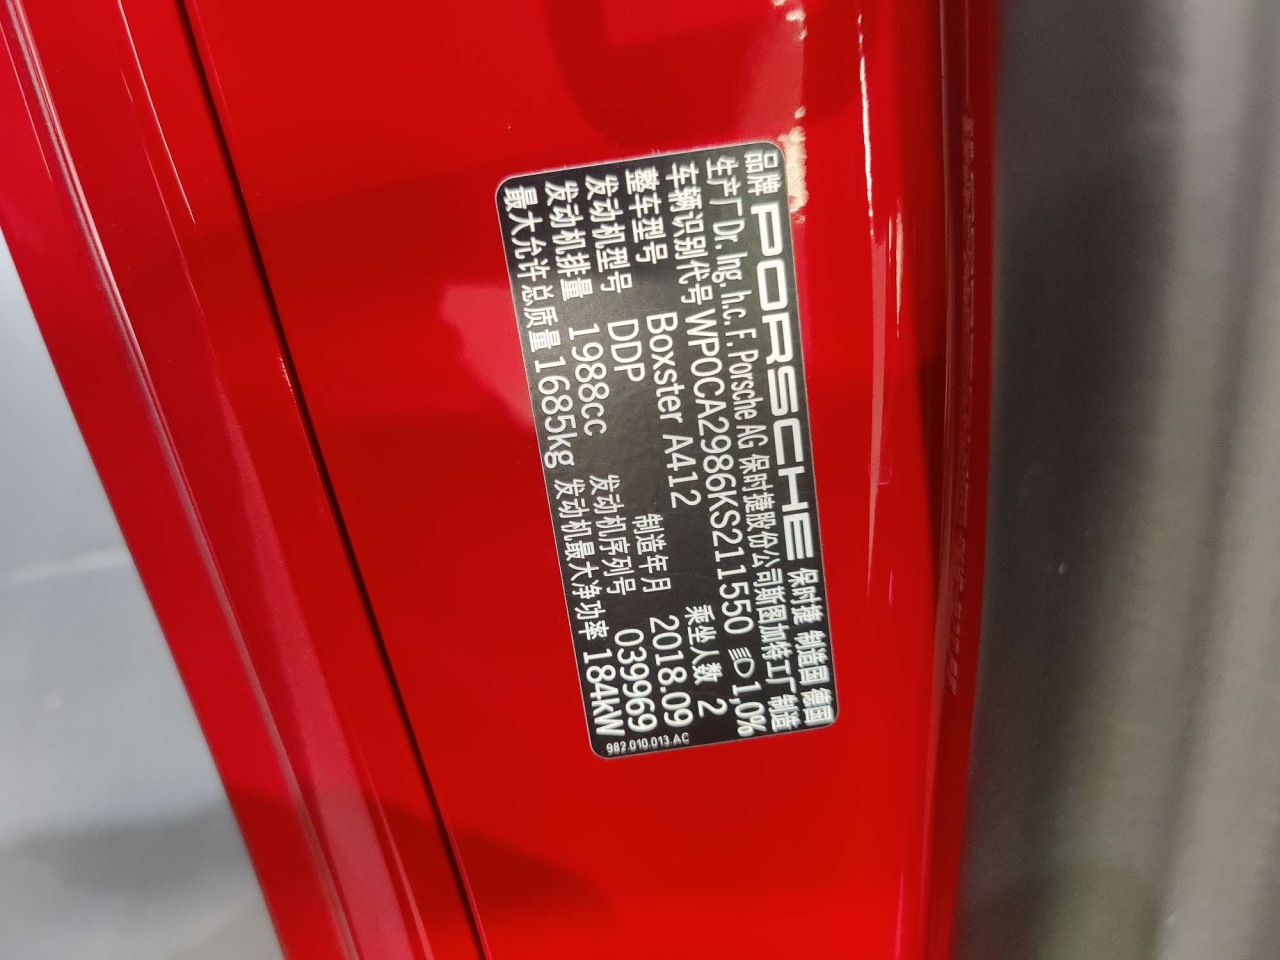 品牌 PORSCHE 保时捷 制造国 德国
生产厂 Dr. Ing. h.c. F. Porsche AG 保时捷股份公司斯图加特工厂 制造
车辆识别代号 WP0CA2986KS211550 1,0%
整车型号 Boxster A412 乘坐人数 2
发动机型号 DDP 制造年月 2018.09
发动机排量 1988cc 发动机序列号 039969
最大允许总质量 1685kg 发动机最大净功率 184kW
982.010.013.AC